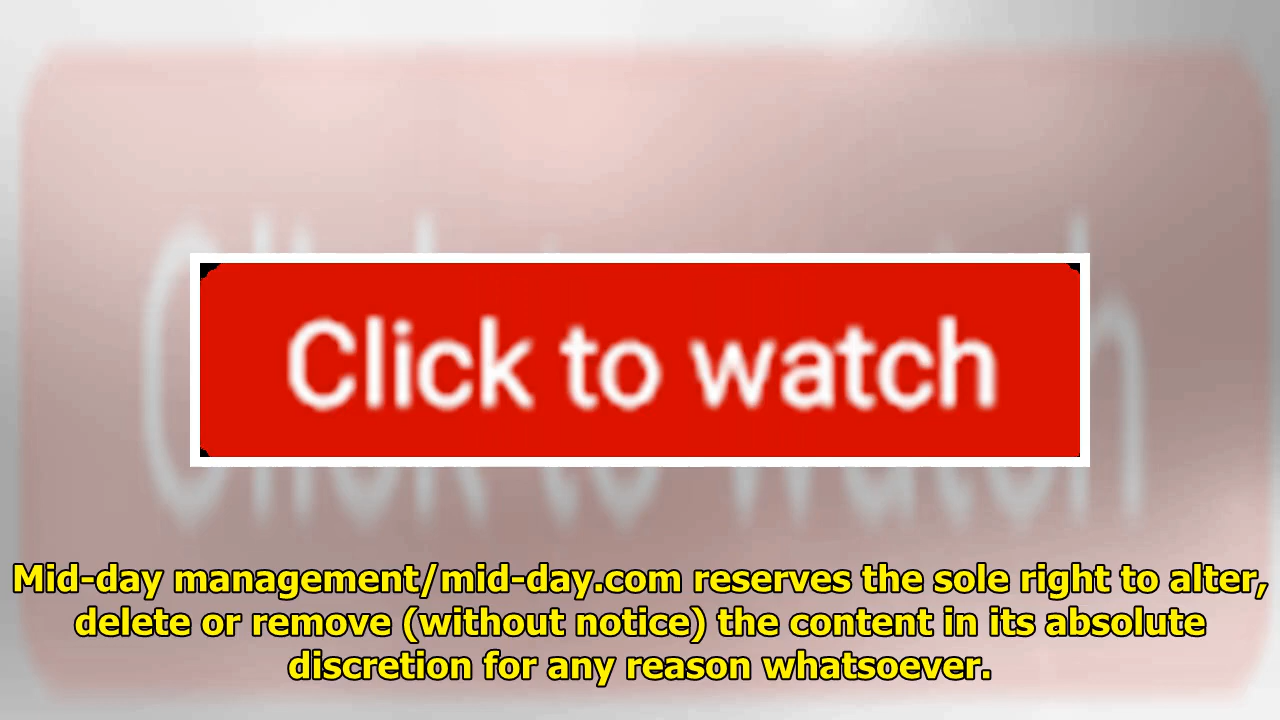 Click to watch
Mid-day management/mid-day.com reserves the sole right to alter,
delete or remove (without notice) the content in its absolute
discretion for any reason whatsoever.